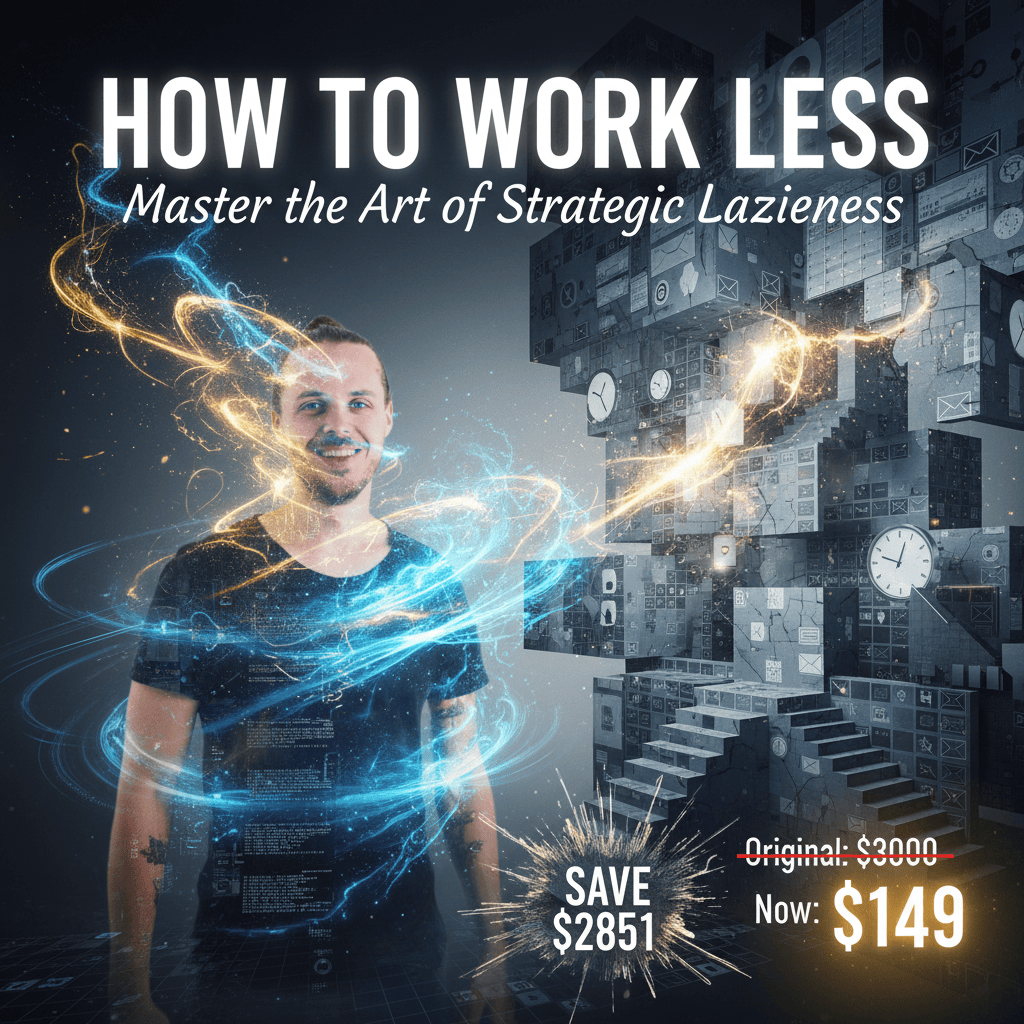 HOW TO WORK LESS
Master the Art of Strategic Lazieness
SAVE
$2851
Original: $3000
Now: $149